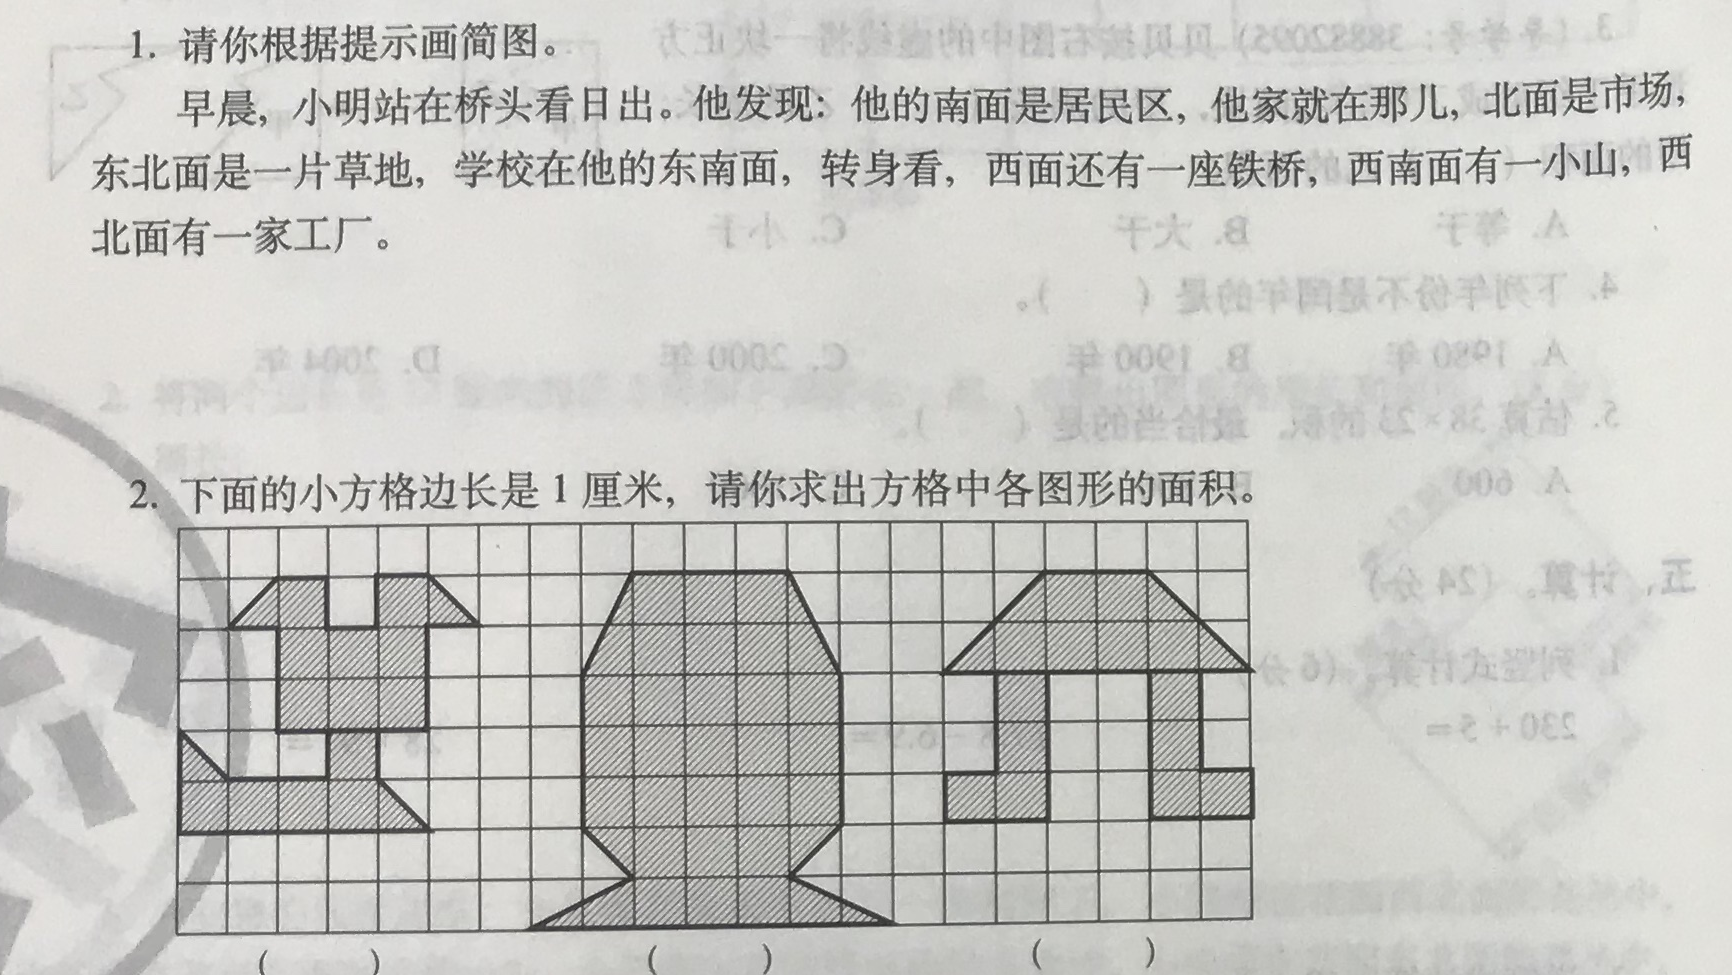 1. 请你根据提示画简图。
早晨，小明站在桥头看日出。他发现：他的南面是居民区，他家就在那儿，北面是市场，
东北面是一片草地，学校在他的东南面，转身看，西面还有一座铁桥，西南面有一小山，西
北面有一家工厂。
2. 下面的小方格边长是1厘米，请你求出方格中各图形的面积。
（　　）　（　　）　（　　）